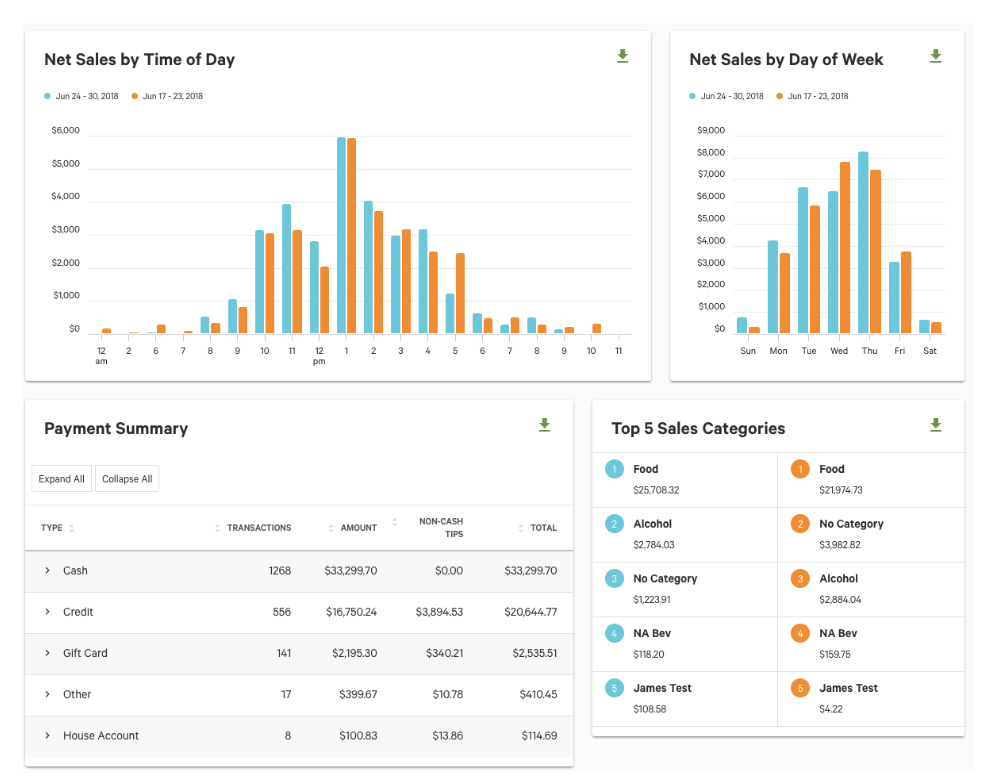 Net Sales by Time of Day
Jun 24 - 30, 2018 Jun 17 - 23, 2018
$6,000
$5,000
$4,000
$3,000
$2,000
$1,000
$0
12 am 2 6 7 8 9 10 11 12 pm 1 2 3 4 5 6 7 8 9 10 11
Net Sales by Day of Week
Jun 24 - 30, 2018 Jun 17 - 23, 2018
$9,000
$8,000
$7,000
$6,000
$5,000
$4,000
$3,000
$2,000
$1,000
$0
Sun Mon Tue Wed Thu Fri Sat
Payment Summary
Expand All Collapse All
TYPE TRANSACTIONS AMOUNT NON-CASH TIPS TOTAL
Cash 1268 $33,299.70 $0.00 $33,299.70
Credit 556 $16,750.24 $3,894.53 $20,644.77
Gift Card 141 $2,195.30 $340.21 $2,535.51
Other 17 $399.67 $10.78 $410.45
House Account 8 $100.83 $13.86 $114.69
Top 5 Sales Categories
1 Food 1 Food
$25,708.32 $21,974.73
2 Alcohol 2 No Category
$2,784.03 $3,982.82
3 No Category 3 Alcohol
$1,223.91 $2,884.04
4 NA Bev 4 NA Bev
$118.20 $159.75
5 James Test 5 James Test
$108.58 $4.22